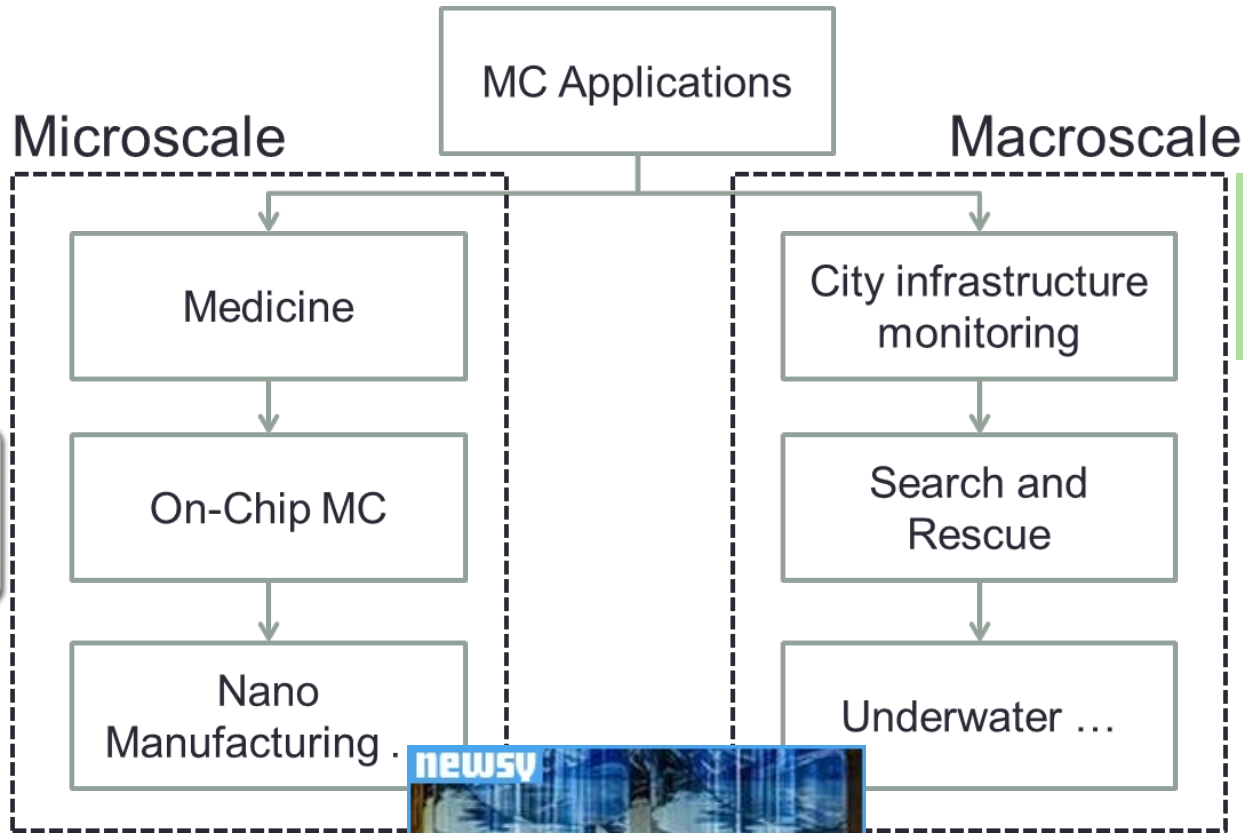 MC Applications
Microscale
Macroscale
Medicine
On-Chip MC
Nano
Manufacturing .
City infrastructure
monitoring
Search and
Rescue
Underwater …
newsy